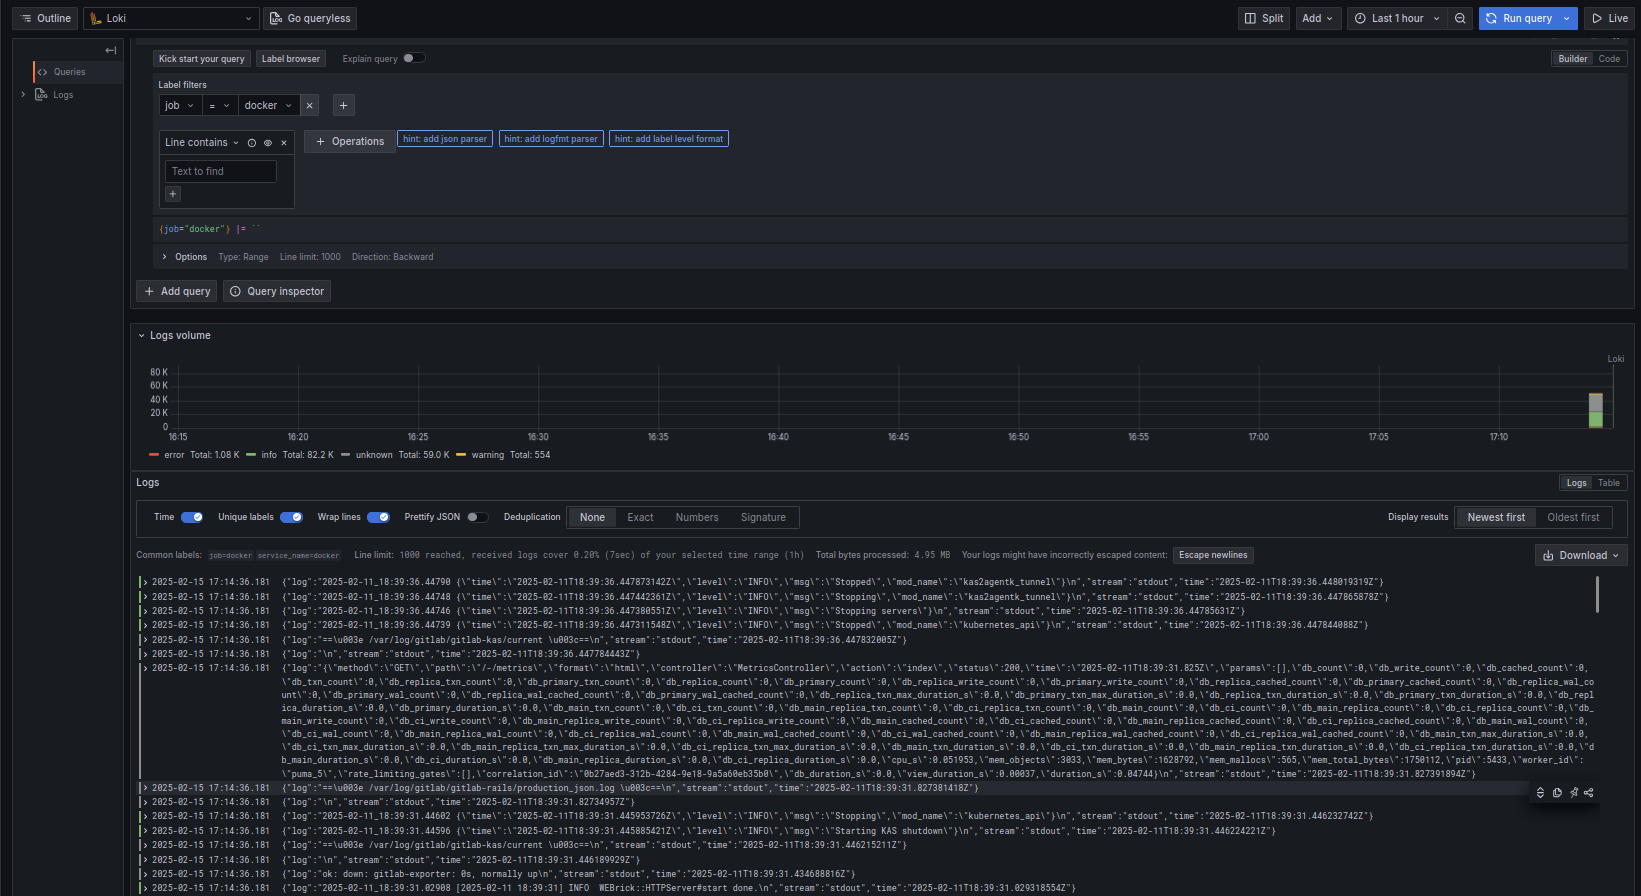 Outline
Loki
Go queryless
Split
Add
Last 1 hour
Run query
Live
Queries
Logs
Kick start your query
Label browser
Explain query
Builder
Code
Label filters
job
=
docker
Line contains
Operations
hint: add json parser
hint: add logfmt parser
hint: add label level format
Text to find
{job="docker"} |= ``
Options Type: Range Line limit: 1000 Direction: Backward
Add query
Query inspector
Logs volume
Loki
80 K
60 K
40 K
20 K
0
16:15 16:20 16:25 16:30 16:35 16:40 16:45 16:50 16:55 17:00 17:05 17:10
error Total: 1.08 K info Total: 82.2 K unknown Total: 59.0 K warning Total: 554
Logs
Logs Table
Time Unique labels Wrap lines Prettify JSON Deduplication None Exact Numbers Signature Display results Newest first Oldest first
Common labels: job=docker service_name=docker Line limit: 1000 reached, received logs cover 0.20% (7sec) of your selected time range (1h) Total bytes processed: 4.95 MB Your logs might have incorrectly escaped content: Escape newlines Download
2025-02-15 17:14:36.181 {"log":"2025-02-11_18:39:36.44790 {\"time\":\"2025-02-11T18:39:36.447873142Z\",\"level\":\"INFO\",\"msg\":\"Stopped\",\"mod_name\":\"kas2agentk_tunnel\"}\n","stream":"stdout","time":"2025-02-11T18:39:36.448019319Z"}
2025-02-15 17:14:36.181 {"log":"2025-02-11_18:39:36.44748 {\"time\":\"2025-02-11T18:39:36.447442361Z\",\"level\":\"INFO\",\"msg\":\"Stopping\",\"mod_name\":\"kas2agentk_tunnel\"}\n","stream":"stdout","time":"2025-02-11T18:39:36.447865878Z"}
2025-02-15 17:14:36.181 {"log":"2025-02-11_18:39:36.44746 {\"time\":\"2025-02-11T18:39:36.447380551Z\",\"level\":\"INFO\",\"msg\":\"Stopping servers\"}\n","stream":"stdout","time":"2025-02-11T18:39:36.44785631Z"}
2025-02-15 17:14:36.181 {"log":"2025-02-11_18:39:36.44739 {\"time\":\"2025-02-11T18:39:36.447311548Z\",\"level\":\"INFO\",\"msg\":\"Stopped\",\"mod_name\":\"kubernetes_api\"}\n","stream":"stdout","time":"2025-02-11T18:39:36.447844088Z"}
2025-02-15 17:14:36.181 {"log":"==\u003e /var/log/gitlab/gitlab-kas/current \u003c==\n","stream":"stdout","time":"2025-02-11T18:39:36.447832005Z"}
2025-02-15 17:14:36.181 {"log":"\n","stream":"stdout","time":"2025-02-11T18:39:36.447784443Z"}
2025-02-15 17:14:36.181 {"log":"{\"method\":\"GET\",\"path\":\"/-/metrics\",\"format\":\"html\",\"controller\":\"MetricsController\",\"action\":\"index\",\"status\":200,\"time\":\"2025-02-11T18:39:31.825Z\",\"params\":[],\"db_count\":0,\"db_write_count\":0,\"db_cached_count\":0,
\"db_txn_count\":0,\"db_replica_txn_count\":0,\"db_primary_txn_count\":0,\"db_replica_count\":0,\"db_primary_count\":0,\"db_replica_write_count\":0,\"db_primary_write_count\":0,\"db_replica_cached_count\":0,\"db_primary_cached_count\":0,\"db_replica_wal_co
unt\":0,\"db_primary_wal_count\":0,\"db_replica_wal_cached_count\":0,\"db_primary_wal_cached_count\":0,\"db_replica_txn_max_duration_s\":0.0,\"db_primary_txn_max_duration_s\":0.0,\"db_replica_txn_duration_s\":0.0,\"db_primary_txn_duration_s\":0.0,\"db_repl
ica_duration_s\":0.0,\"db_primary_duration_s\":0.0,\"db_main_txn_count\":0,\"db_ci_txn_count\":0,\"db_main_replica_txn_count\":0,\"db_ci_replica_txn_count\":0,\"db_main_count\":0,\"db_ci_count\":0,\"db_main_replica_count\":0,\"db_ci_replica_count\":0,\"db_
main_write_count\":0,\"db_ci_write_count\":0,\"db_main_replica_write_count\":0,\"db_ci_replica_write_count\":0,\"db_main_cached_count\":0,\"db_ci_cached_count\":0,\"db_main_replica_cached_count\":0,\"db_ci_replica_cached_count\":0,\"db_main_wal_count\":0,
\"db_ci_wal_count\":0,\"db_main_replica_wal_count\":0,\"db_ci_replica_wal_count\":0,\"db_main_wal_cached_count\":0,\"db_ci_wal_cached_count\":0,\"db_main_replica_wal_cached_count\":0,\"db_ci_replica_wal_cached_count\":0,\"db_main_txn_max_duration_s\":0.0,
\"db_ci_txn_max_duration_s\":0.0,\"db_main_replica_txn_max_duration_s\":0.0,\"db_ci_replica_txn_max_duration_s\":0.0,\"db_main_txn_duration_s\":0.0,\"db_ci_txn_duration_s\":0.0,\"db_main_replica_txn_duration_s\":0.0,\"db_ci_replica_txn_duration_s\":0.0,\"d
b_main_duration_s\":0.0,\"db_ci_duration_s\":0.0,\"db_main_replica_duration_s\":0.0,\"db_ci_replica_duration_s\":0.0,\"cpu_s\":0.051953,\"mem_objects\":3033,\"mem_bytes\":1628792,\"mem_mallocs\":565,\"mem_total_bytes\":1750112,\"pid\":5433,\"worker_id\":
\"puma_5\",\"rate_limiting_gates\":[],\"correlation_id\":\"0b27aed3-312b-4284-9e18-9a5a60eb35b0\",\"db_duration_s\":0.0,\"view_duration_s\":0.00037,\"duration_s\":0.04744}\n","stream":"stdout","time":"2025-02-11T18:39:31.827391894Z"}
2025-02-15 17:14:36.181 {"log":"==\u003e /var/log/gitlab/gitlab-rails/production_json.log \u003c==\n","stream":"stdout","time":"2025-02-11T18:39:31.827381418Z"}
2025-02-15 17:14:36.181 {"log":"\n","stream":"stdout","time":"2025-02-11T18:39:31.82734957Z"}
2025-02-15 17:14:36.181 {"log":"2025-02-11_18:39:31.44602 {\"time\":\"2025-02-11T18:39:31.445953726Z\",\"level\":\"INFO\",\"msg\":\"Stopping\",\"mod_name\":\"kubernetes_api\"}\n","stream":"stdout","time":"2025-02-11T18:39:31.446232742Z"}
2025-02-15 17:14:36.181 {"log":"2025-02-11_18:39:31.44596 {\"time\":\"2025-02-11T18:39:31.445885421Z\",\"level\":\"INFO\",\"msg\":\"Starting KAS shutdown\"}\n","stream":"stdout","time":"2025-02-11T18:39:31.446224221Z"}
2025-02-15 17:14:36.181 {"log":"==\u003e /var/log/gitlab/gitlab-kas/current \u003c==\n","stream":"stdout","time":"2025-02-11T18:39:31.446215211Z"}
2025-02-15 17:14:36.181 {"log":"\n","stream":"stdout","time":"2025-02-11T18:39:31.446189929Z"}
2025-02-15 17:14:36.181 {"log":"ok: down: gitlab-exporter: 0s, normally up\n","stream":"stdout","time":"2025-02-11T18:39:31.434688816Z"}
2025-02-15 17:14:36.181 {"log":"2025-02-11_18:39:31.02908 [2025-02-11 18:39:31] INFO  WEBrick::HTTPServer#start done.\n","stream":"stdout","time":"2025-02-11T18:39:31.029318554Z"}